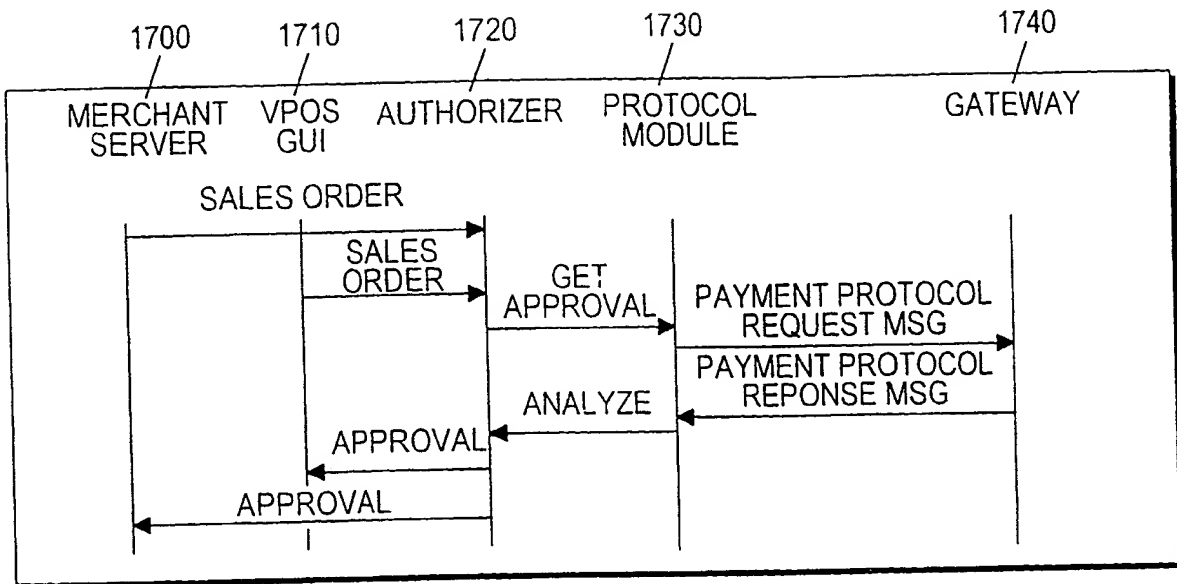 1700 1710 1720 1730 1740
MERCHANT SERVER
VPOS GUI
AUTHORIZER
PROTOCOL MODULE
GATEWAY
SALES ORDER
SALES
ORDER
GET
APPROVAL
PAYMENT PROTOCOL
REQUEST MSG
PAYMENT PROTOCOL
REPONSE MSG
ANALYZE
APPROVAL
APPROVAL